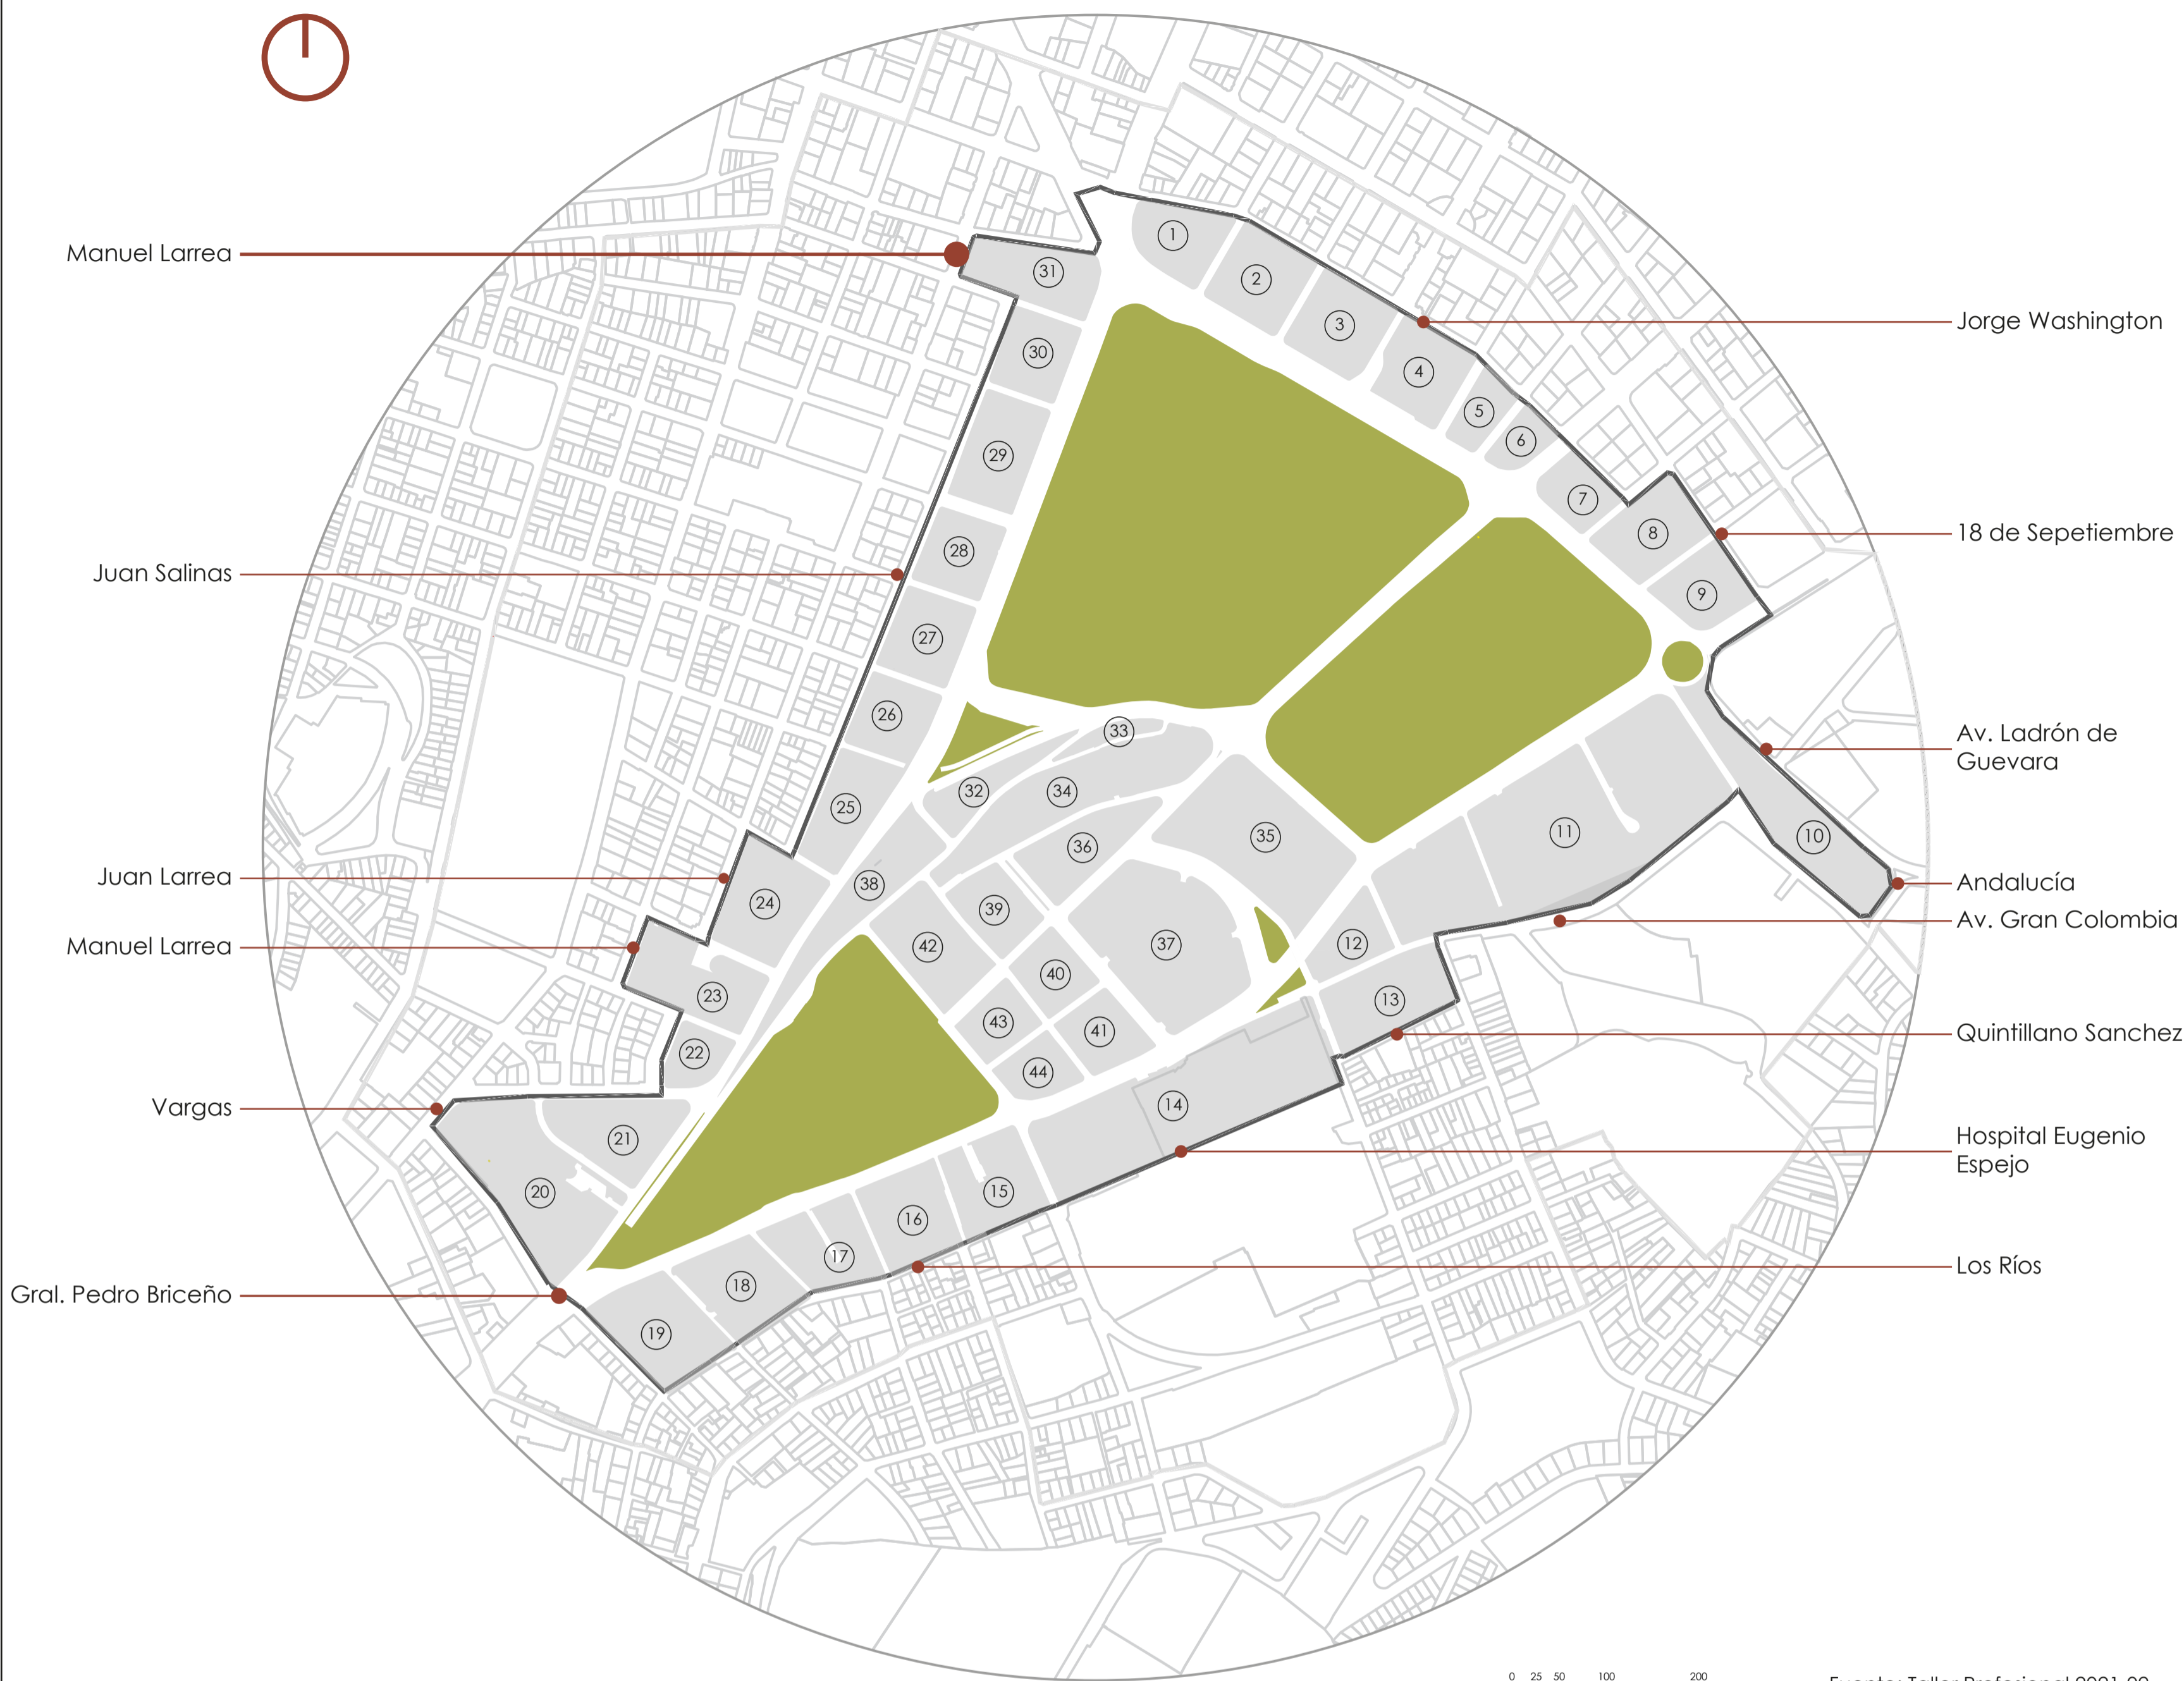 Manuel Larrea
Juan Salinas
Juan Larrea
Manuel Larrea
Vargas
Gral. Pedro Briceño
1
2
3
4
5
6
7
8
9
10
11
12
13
14
15
16
17
18
19
20
21
22
23
24
25
26
27
28
29
30
31
32
33
34
35
36
37
38
39
40
41
42
43
44
Jorge Washington
18 de Sepetiembre
Av. Ladrón de
Guevara
Andalucía
Av. Gran Colombia
Quintillano Sanchez
Hospital Eugenio
Espejo
Los Ríos
0 25 50 100 200